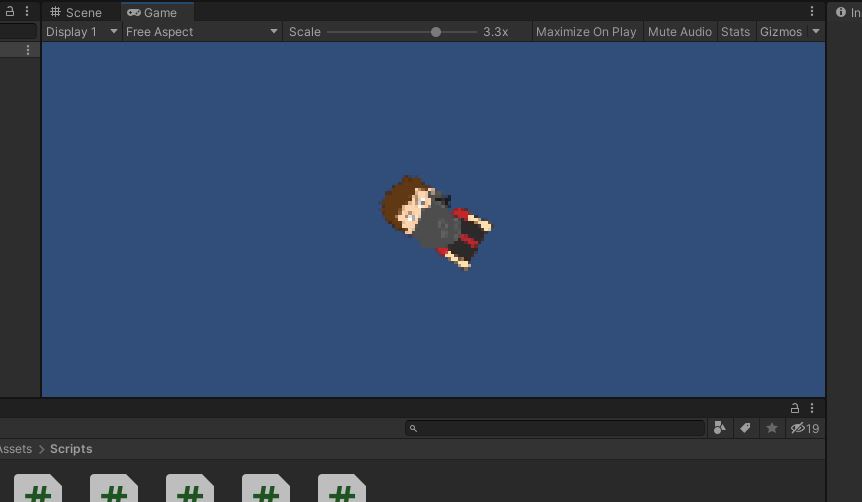 Scene Game
Display 1 Free Aspect Scale 3.3x Maximize On Play Mute Audio Stats Gizmos
19
Assets > Scripts
# # # # #